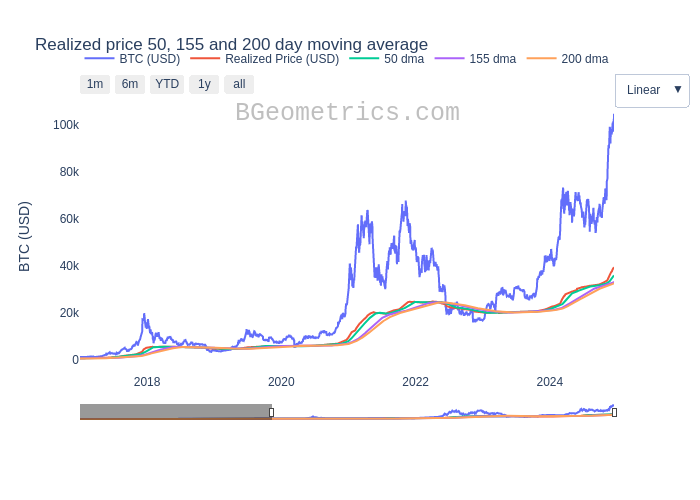 Realized price 50, 155 and 200 day moving average
BTC (USD) Realized Price (USD) 50 dma 155 dma 200 dma
1m 6m YTD 1y all
Linear ▼
BGeometrics.com
100k
80k
60k
40k
20k
0
BTC (USD)
2018 2020 2022 2024